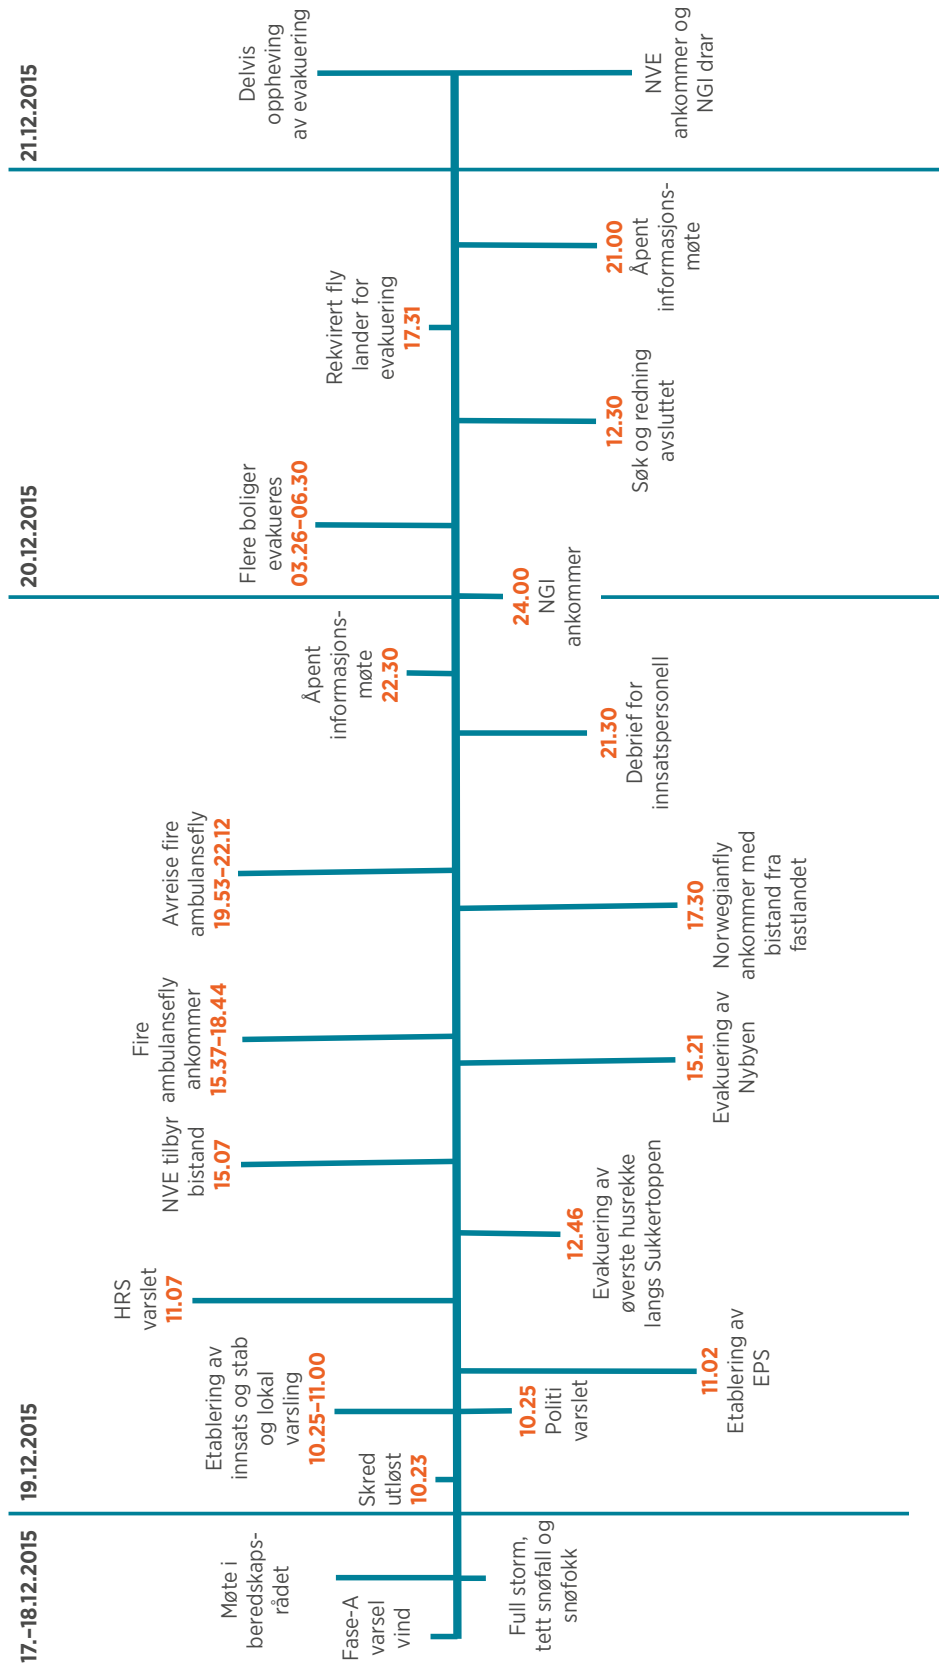 17.–18.12.2015
Møte i
beredskaps-
rådet
Fase-A
varsel
vind
Full storm,
tett snøfall og
snøfokk
19.12.2015
Skred
utløst
10.23
Etablering av
innsats og stab
og lokal
varsling
10.25–11.00
10.25
Politi
varslet
11.02
Etablering av
EPS
HRS
varslet
11.07
12.46
Evakuering av
øverste husrekke
langs Sukkertoppen
NVE tilbyr
bistand
15.07
15.21
Evakuering av
Nybyen
Fire
ambulansefly
ankommer
15.37–18.44
17.30
Norwegianfly
ankommer med
bistand fra
fastlandet
Avreise fire
ambulansefly
19.53–22.12
21.30
Debrief for
innsatspersonell
Åpent
informasjons-
møte
22.30
24.00
NGI
ankommer
20.12.2015
Flere boliger
evakueres
03.26–06.30
12.30
Søk og redning
avsluttet
Rekvirert fly
lander for
evakuering
17.31
21.00
Åpent
informasjons-
møte
21.12.2015
Delvis
oppheving
av evakuering
NVE
ankommer og
NGI drar